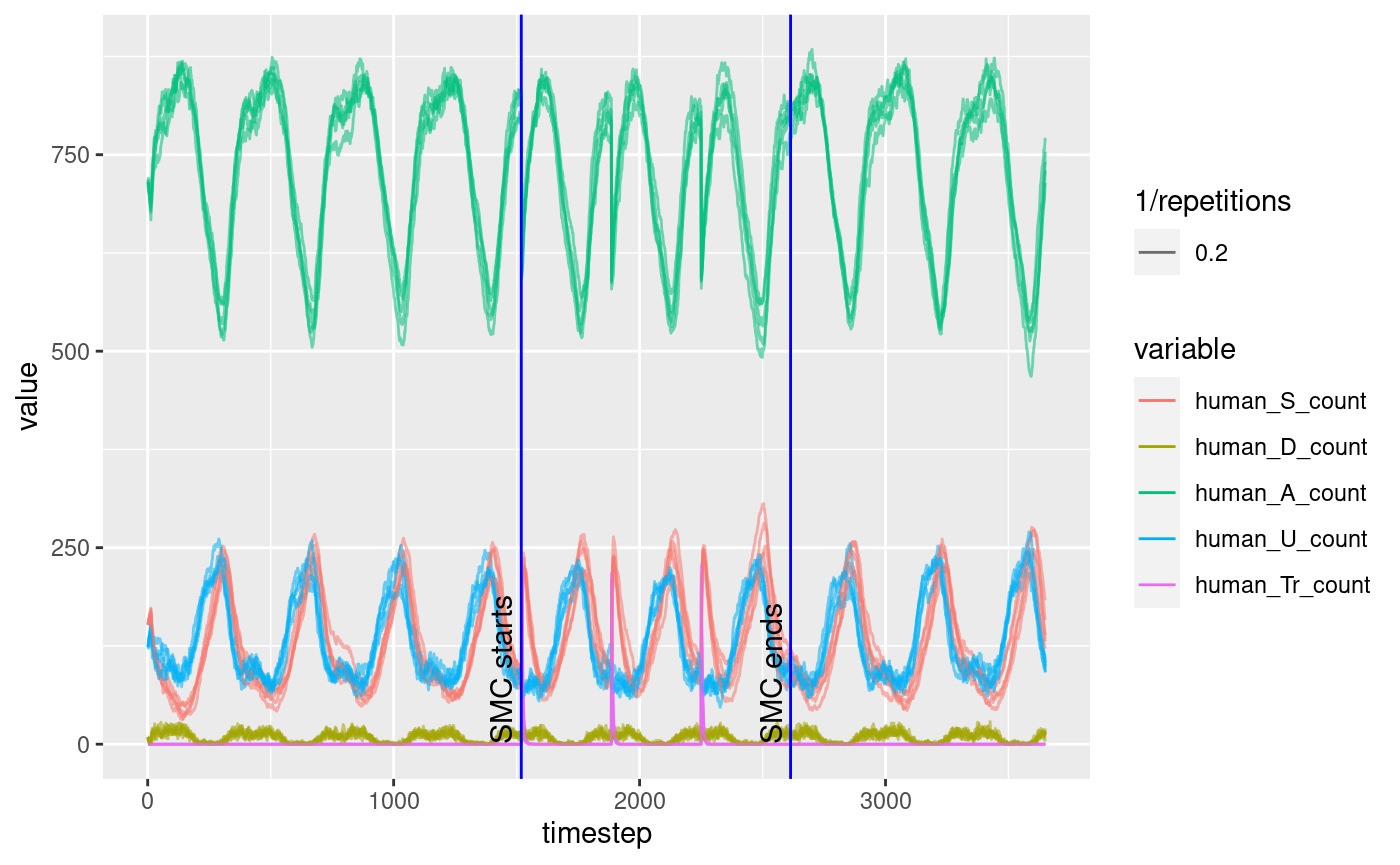 750
500
250
0
value
SMC starts
SMC ends
0
1000
2000
3000
timestep
1/repetitions
0.2
variable
human_S_count
human_D_count
human_A_count
human_U_count
human_Tr_count